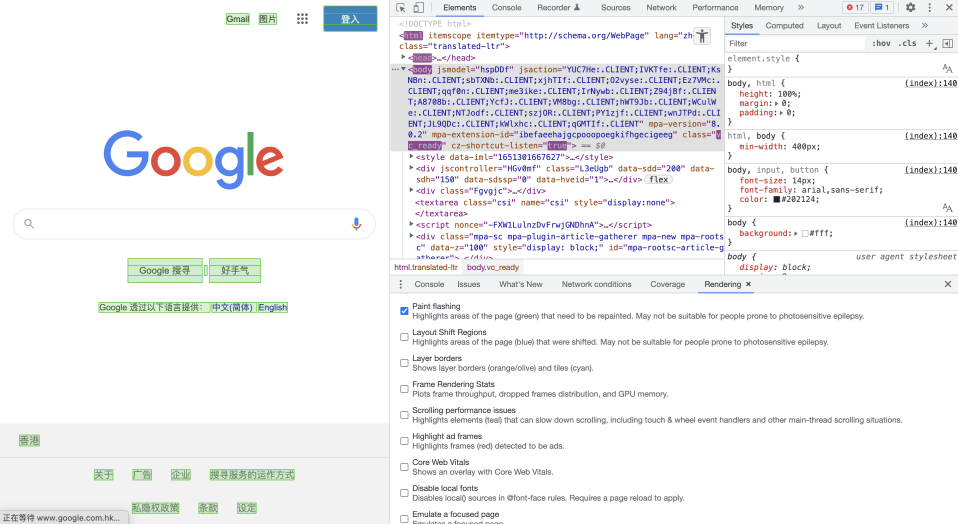 Gmail
图片
登入
Google
Google 搜寻
好手气
Google 透过以下语言提供： 中文(简体) English
香港
关于
广告
企业
搜寻服务的运作方式
私隐权政策
条款
设定
正在等待 www.google.com.hk...
Elements
Console
Recorder
Sources
Network
Performance
Memory
»
17
1
<!DOCTYPE html>
<html itemscope itemtype="http://schema.org/WebPage" lang="zh
class="translated-ltr">
<head>…</head>
<body jsmodel="hspDDf" jsaction="YUC7He:.CLIENT;IVKTfe:.CLIENT;Ks
NBn:.CLIENT;sbTXNb:.CLIENT;xjhTIf:.CLIENT;O2vyse:.CLIENT;Ez7VMc:.
CLIENT;qqf0n:.CLIENT;me3ike:.CLIENT;IrNywb:.CLIENT;Z94jBf:.CLIEN
T;A8708b:.CLIENT;YcfJ:.CLIENT;VM8bg:.CLIENT;hWT9Jb:.CLIENT;WCulW
e:.CLIENT;NTJodf:.CLIENT;szjOR:.CLIENT;PY1zjf:.CLIENT;wnJTPd:.CLI
ENT;JL9QDc:.CLIENT;kWlxhc:.CLIENT;qGMTIf:.CLIENT" mpa-version="8.
0.2" mpa-extension-id="ibefaeehajgcpooopoegkifhgecigeeg" class="v
c_ready" cz-shortcut-listen="true"> == $0
<style data-iml="1651301667627">…</style>
<div jscontroller="HGv0mf" class="L3eUgb" data-sdd="200" data-
sdh="150" data-sdsp="0" data-hveid="1">…</div> flex
<div class="Fgvgjc">…</div>
<textarea class="csi" name="csi" style="display:none">
</textarea>
<script nonce="-FXW1LulnzDvFrwjGNDhnA">…</script>
<div class="mpa-sc mpa-plugin-article-gatherer mpa-new mpa-roots
c" data-z="100" style="display: block;" id="mpa-rootsc-article-g
atherer">…</div>
html.translated-ltr
body.vc_ready
Styles
Computed
Layout
Event Listeners
»
Filter
:hov .cls +
element.style {
}
body, html {
(index):140
height: 100%;
margin: 0;
padding: 0;
}
html, body {
(index):140
min-width: 400px;
}
body, input, button {
(index):140
font-size: 14px;
font-family: arial,sans-serif;
color: #202124;
}
body {
(index):140
background: #fff;
}
body {
user agent stylesheet
display: block;
Console
Issues
What's New
Network conditions
Coverage
Rendering
Paint flashing
Highlights areas of the page (green) that need to be repainted. May not be suitable for people prone to photosensitive epilepsy.
Layout Shift Regions
Highlights areas of the page (blue) that were shifted. May not be suitable for people prone to photosensitive epilepsy.
Layer borders
Shows layer borders (orange/olive) and tiles (cyan).
Frame Rendering Stats
Plots frame throughput, dropped frames distribution, and GPU memory.
Scrolling performance issues
Highlights elements (teal) that can slow down scrolling, including touch & wheel event handlers and other main-thread scrolling situations.
Highlight ad frames
Highlights frames (red) detected to be ads.
Core Web Vitals
Shows an overlay with Core Web Vitals.
Disable local fonts
Disables local() sources in @font-face rules. Requires a page reload to apply.
Emulate a focused page
Emulates a focused page.